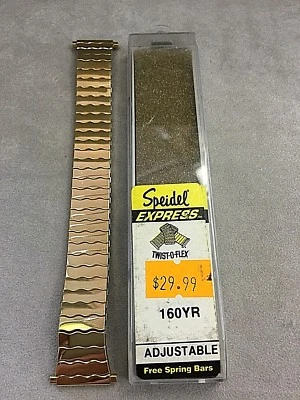 Speidel
EXPRESS
TWIST-O-FLEX
$29.99
160YR
ADJUSTABLE
Free Spring Bars